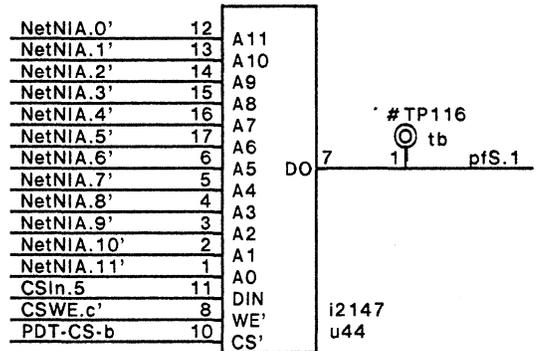 NetNIA.0' 12 A11
NetNIA.1' 13 A10
NetNIA.2' 14 A9
NetNIA.3' 15 A8
NetNIA.4' 16 A7
NetNIA.5' 17 A6
NetNIA.6' 6 A5
NetNIA.7' 5 A4
NetNIA.8' 4 A3
NetNIA.9' 3 A2
NetNIA.10' 2 A1
NetNIA.11' 1 A0
CSIn.5 11 DIN
CSWE.c' 8 WE'
PDT-CS-b 10 CS'
#TP116
tb
DO 7 1 pfS.1
i2147
u44